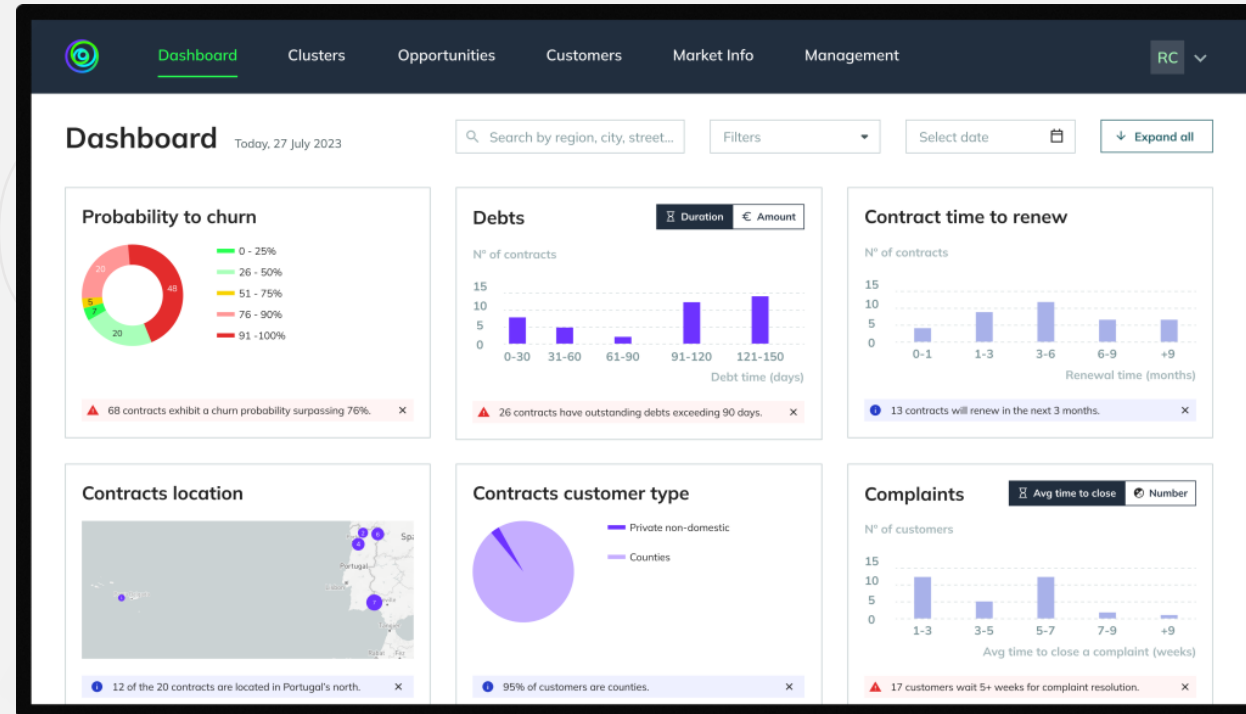 Dashboard
Clusters
Opportunities
Customers
Market Info
Management
RC
Dashboard
Today, 27 July 2023
Search by region, city, street...
Filters
Select date
Expand all
Probability to churn
20
48
5
7
20
0 - 25%
26 - 50%
51 - 75%
76 - 90%
91 -100%
68 contracts exhibit a churn probability surpassing 76%.
Debts
Duration
€ Amount
Nº of contracts
15
10
5
0
0-30 31-60 61-90 91-120 121-150
Debt time (days)
26 contracts have outstanding debts exceeding 90 days.
Contract time to renew
Nº of contracts
15
10
5
0
0-1 1-3 3-6 6-9 +9
Renewal time (months)
13 contracts will renew in the next 3 months.
Contracts location
Portugal
12 of the 20 contracts are located in Portugal's north.
Contracts customer type
Private non-domestic
Counties
95% of customers are counties.
Complaints
Avg time to close
Number
Nº of customers
15
10
5
0
1-3 3-5 5-7 7-9 +9
Avg time to close a complaint (weeks)
17 customers wait 5+ weeks for complaint resolution.